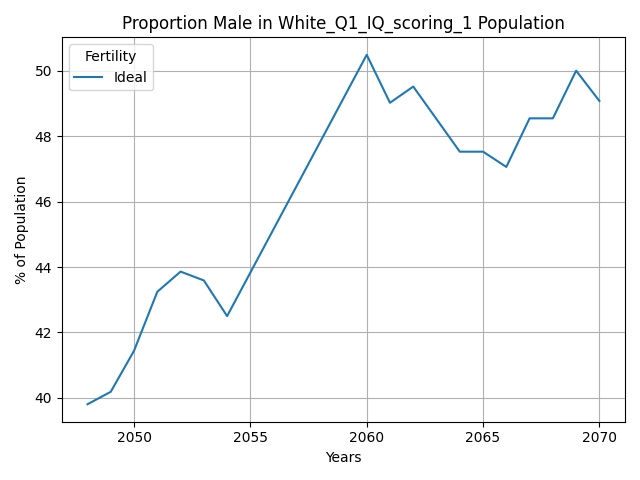 Proportion Male in White_Q1_IQ_scoring_1 Population
Fertility
Ideal
50
48
46
44
42
40
% of Population
2050 2055 2060 2065 2070
Years